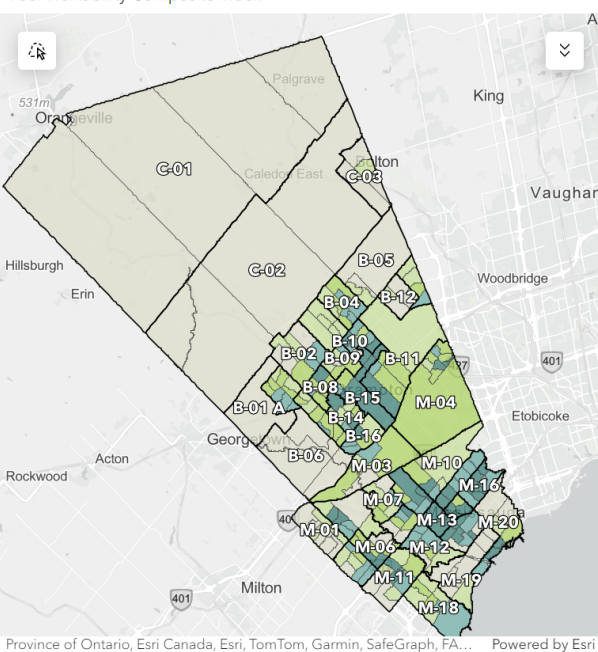 A
Palgrave
King
531m
Orangeville
Bolton
C-01
Caledon East
C-03
Vaughan
B-05
Hillsburgh
C-02
Woodbridge
Erin
B-12
B-04
B-10
B-02
B-09
B-11
401
B-08
B-15
M-04
B-01 A
B-14
Etobicoke
B-16
Georgetown
Acton
B-06
M-03
M-10
Rockwood
M-16
M-07
M-13
M-20
M-01
M-06
M-12
M-11
M-19
Milton
401
M-18
Province of Ontario, Esri Canada, Esri, TomTom, Garmin, SafeGraph, FA...
Powered by Esri